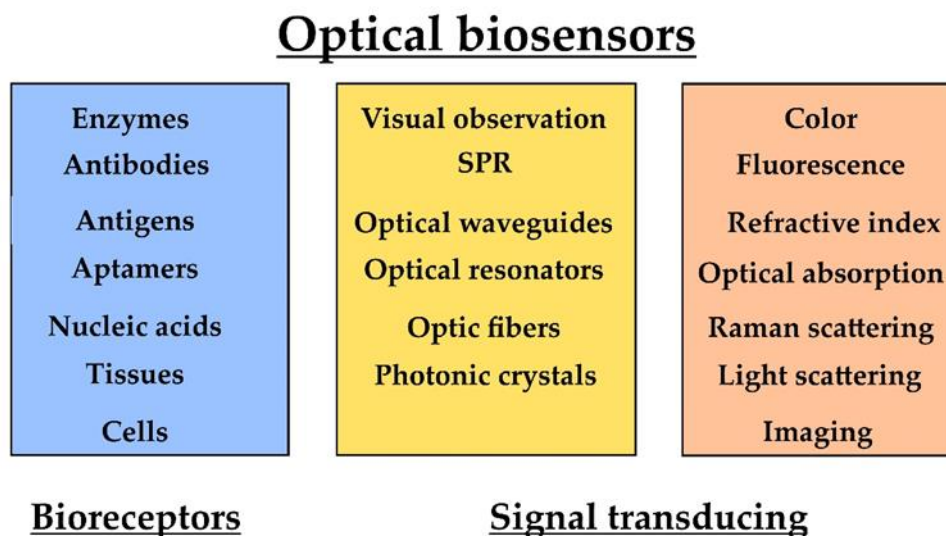 Optical biosensors
Enzymes
Antibodies
Antigens
Aptamers
Nucleic acids
Tissues
Cells
Visual observation
SPR
Optical waveguides
Optical resonators
Optic fibers
Photonic crystals
Color
Fluorescence
Refractive index
Optical absorption
Raman scattering
Light scattering
Imaging
Bioreceptors
Signal transducing